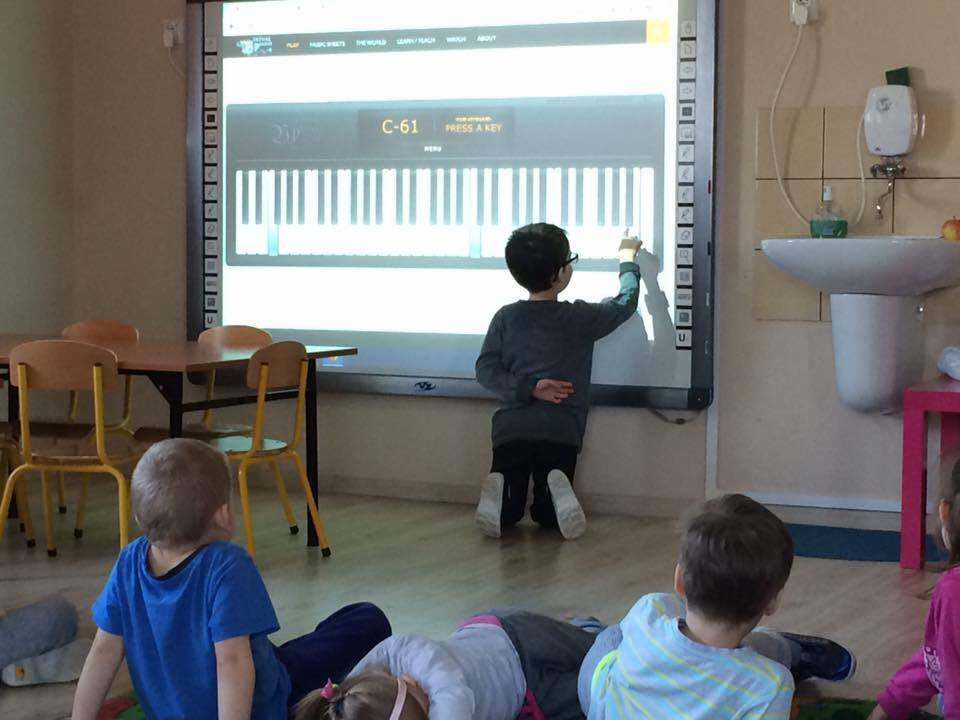 PLAY MUSIC SHEETS THE WORLD LEARN / TEACH WATCH ABOUT
C-61
PRESS A KEY
MENU
U
U